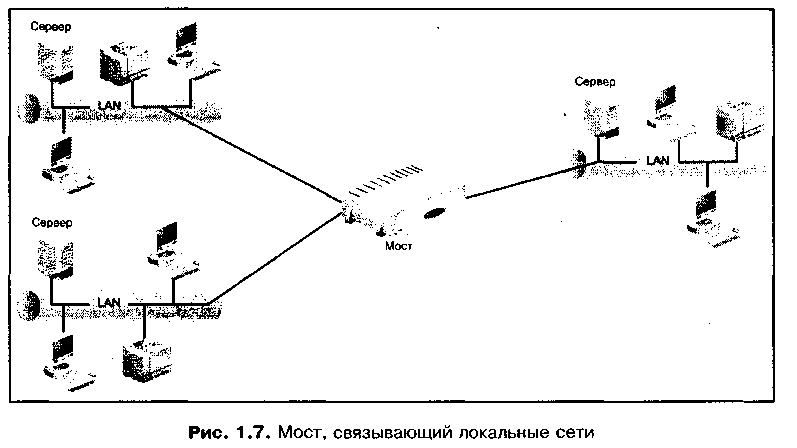 Сервер
LAN
Сервер
LAN
Мост
Сервер
LAN
Рис. 1.7. Мост, связывающий локальные сети